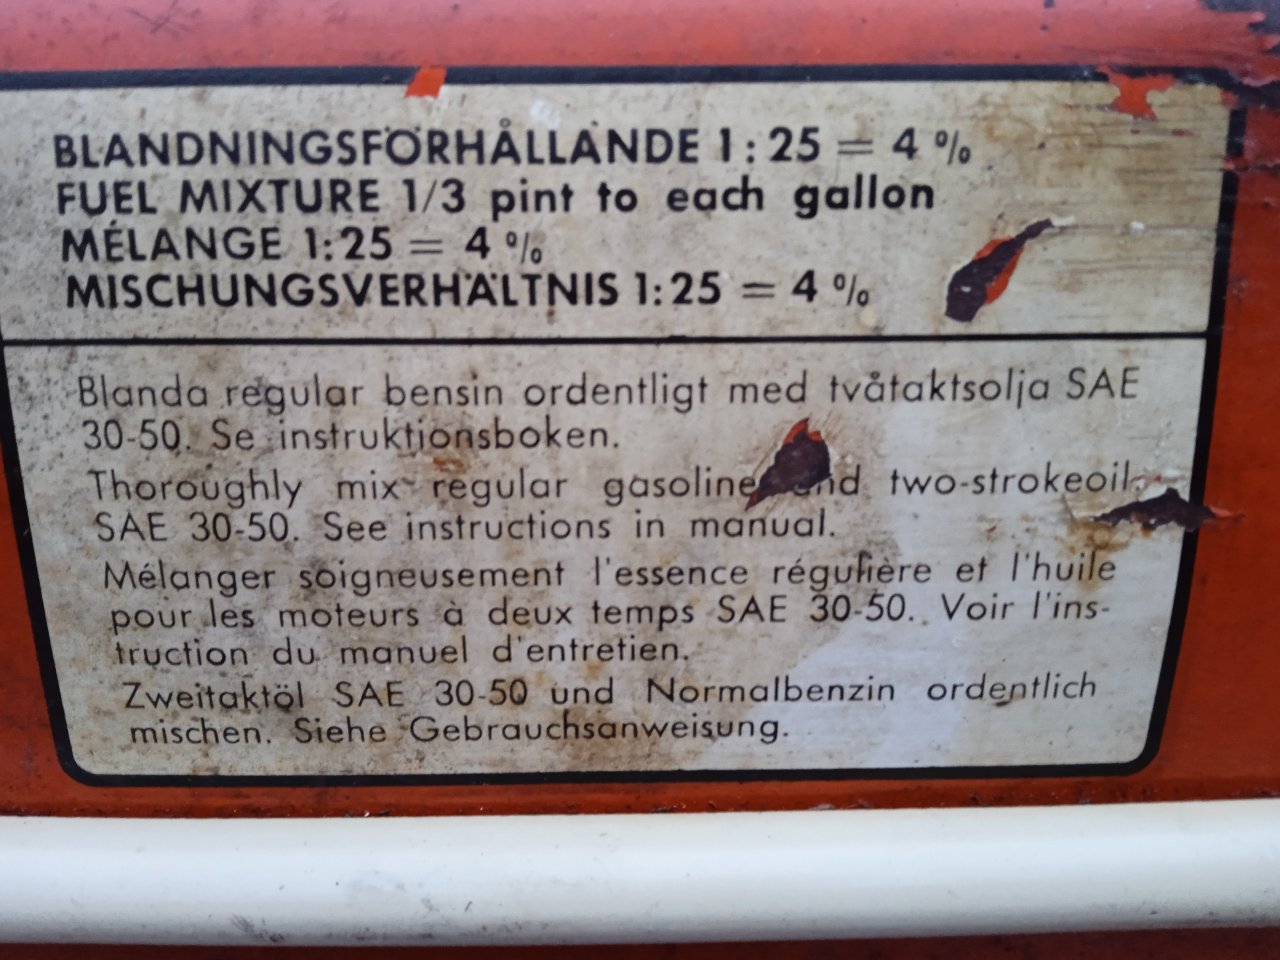 BLANDNINGSFÖRHÅLLANDE 1:25 = 4 %
FUEL MIXTURE 1/3 pint to each gallon
MÉLANGE 1:25 = 4 %
MISCHUNGSVERHÄLTNIS 1:25 = 4 %
Blanda regular bensin ordentligt med tvåtaktsolja SAE
30-50. Se instruktionsboken.
Thoroughly mix regular gasoline and two-strokeoil
SAE 30-50. See instructions in manual.
Mélanger soigneusement l'essence régulière et l'huile
pour les moteurs à deux temps SAE 30-50. Voir l'ins-
truction du manuel d'entretien.
Zweitaktöl SAE 30-50 und Normalbenzin ordentlich
mischen. Siehe Gebrauchsanweisung.